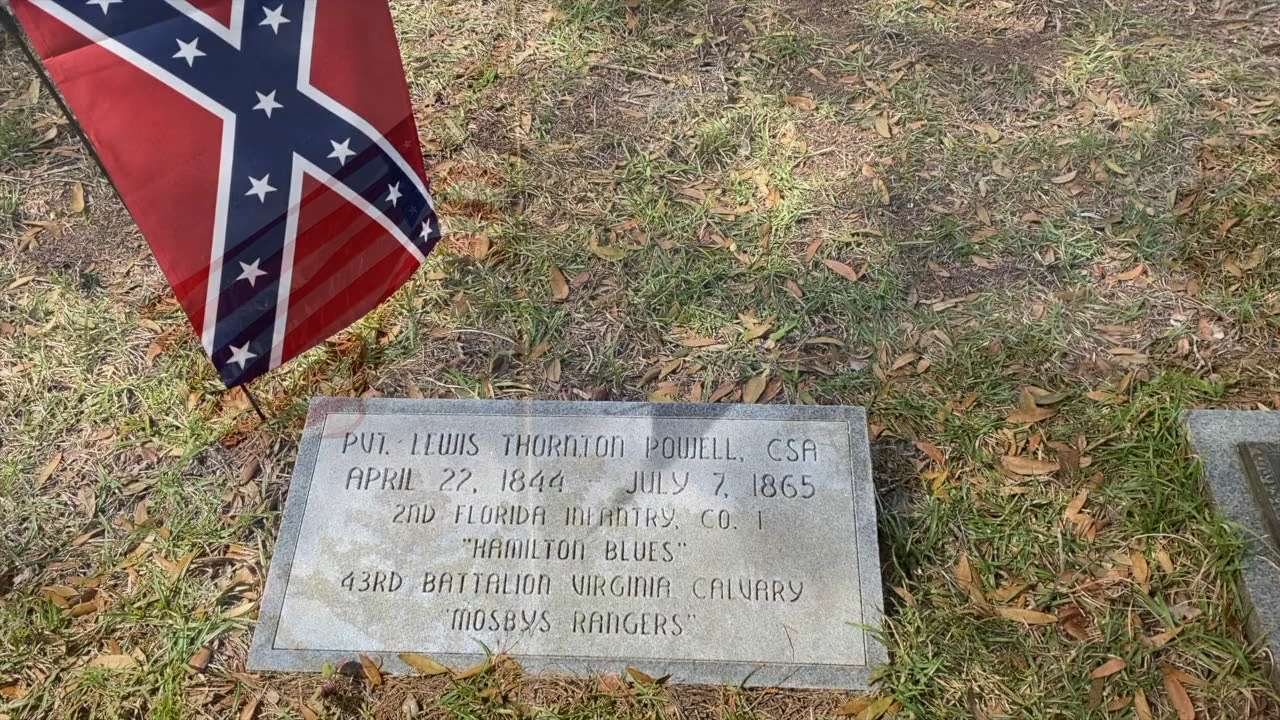 PVT. LEWIS THORNTON POWELL, CSA
APRIL 22, 1844 - JULY 7, 1865
2ND FLORIDA INFANTRY, CO. I
"HAMILTON BLUES"
43RD BATTALION VIRGINIA CALVARY
"MOSBYS RANGERS"